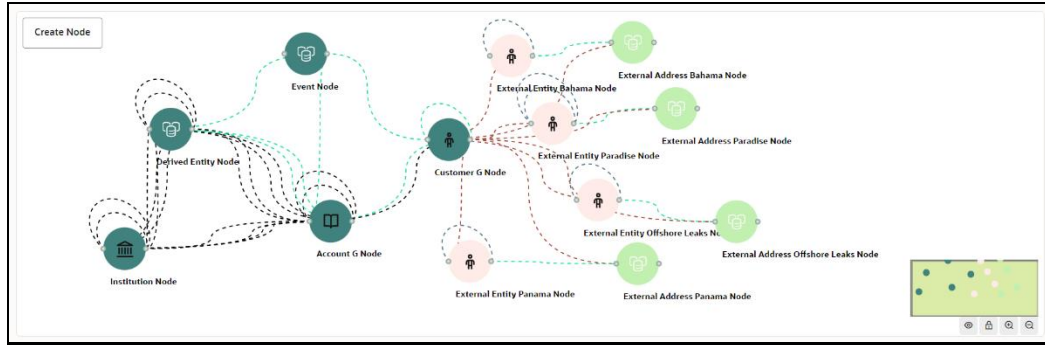 Create Node
Event Node
External Address Bahama Node
External Entity Bahama Node
External Address Paradise Node
External Entity Paradise Node
Derived Entity Node
Customer G Node
External Entity Offshore Leaks No
Account G Node
External Address Offshore Leaks Node
Institution Node
External Entity Panama Node
External Address Panama Node